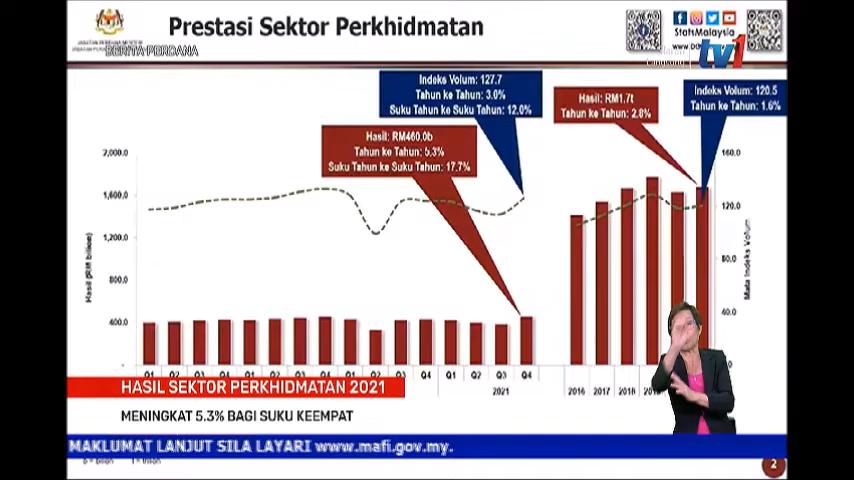 Prestasi Sektor Perkhidmatan
BERITA PERDANA
StatsMalaysia
tv1
Indeks Volum: 127.7
Tahun ke Tahun: 3.0%
Suku Tahun ke Suku Tahun: 12.0%
Hasil: RM1.7t
Tahun ke Tahun: 2.8%
Indeks Volum: 120.5
Tahun ke Tahun: 1.6%
Hasil: RM460.0b
Tahun ke Tahun: 5.3%
Suku Tahun ke Suku Tahun: 17.7%
2,000.0
1,600.0
1,200.0
800.0
400.0
-
Hasil (RM bilion)
160.0
120.0
80.0
40.0
Mata Indeks Volum
Q1 Q2 Q3 Q4 Q1 Q2 Q3 Q4 Q1 Q2 Q3 Q4 Q1 Q2 Q3 Q4
2021
2016 2017 2018
HASIL SEKTOR PERKHIDMATAN 2021
MENINGKAT 5.3% BAGI SUKU KEEMPAT
MAKLUMAT LANJUT SILA LAYARI www.mafi.gov.my.
2